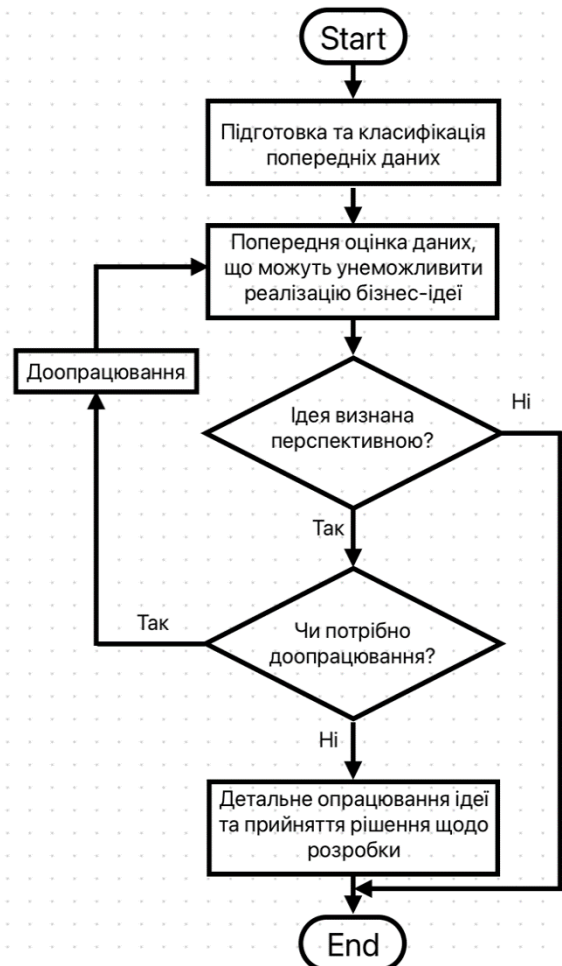 Start
Підготовка та класифікація
попередніх даних
Попередня оцінка даних,
що можуть унеможливити
реалізацію бізнес-ідеї
Доопрацювання
Ідея визнана
перспективною?
Ні
Так
Чи потрібно
доопрацювання?
Так
Ні
Детальне опрацювання ідеї
та прийняття рішення щодо
розробки
End